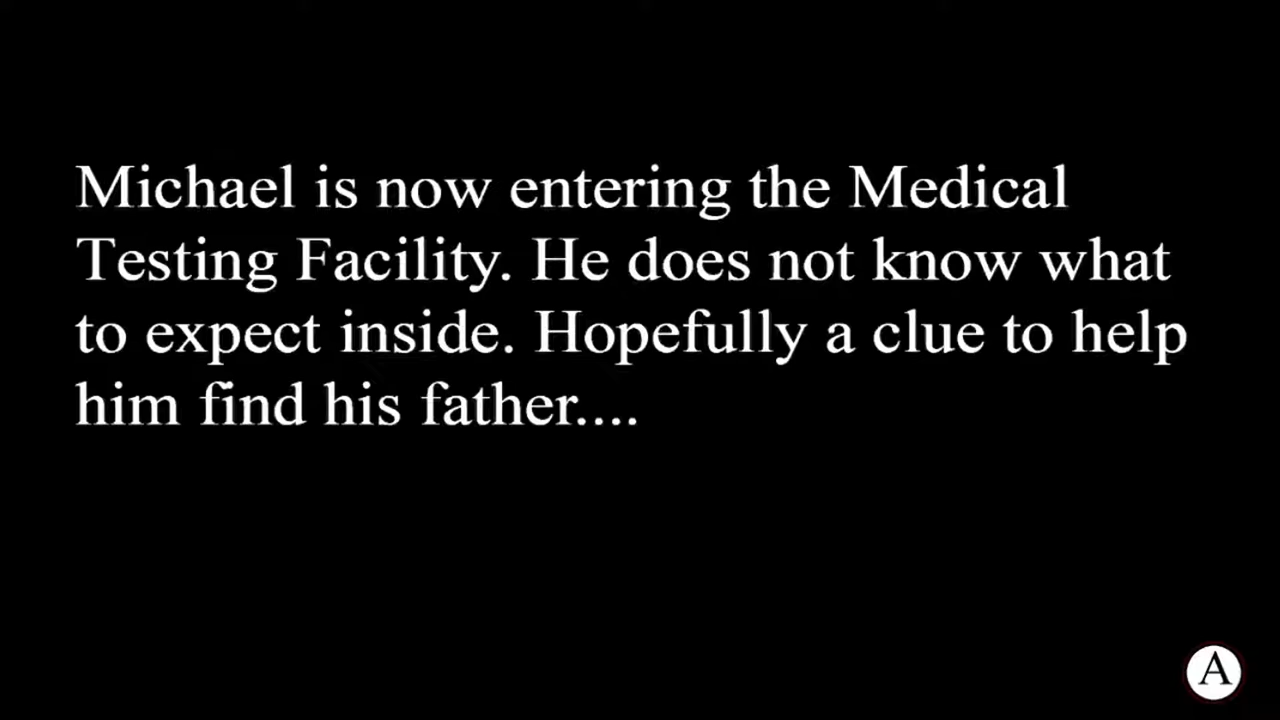 Michael is now entering the Medical
Testing Facility. He does not know what
to expect inside. Hopefully a clue to help
him find his father....
A